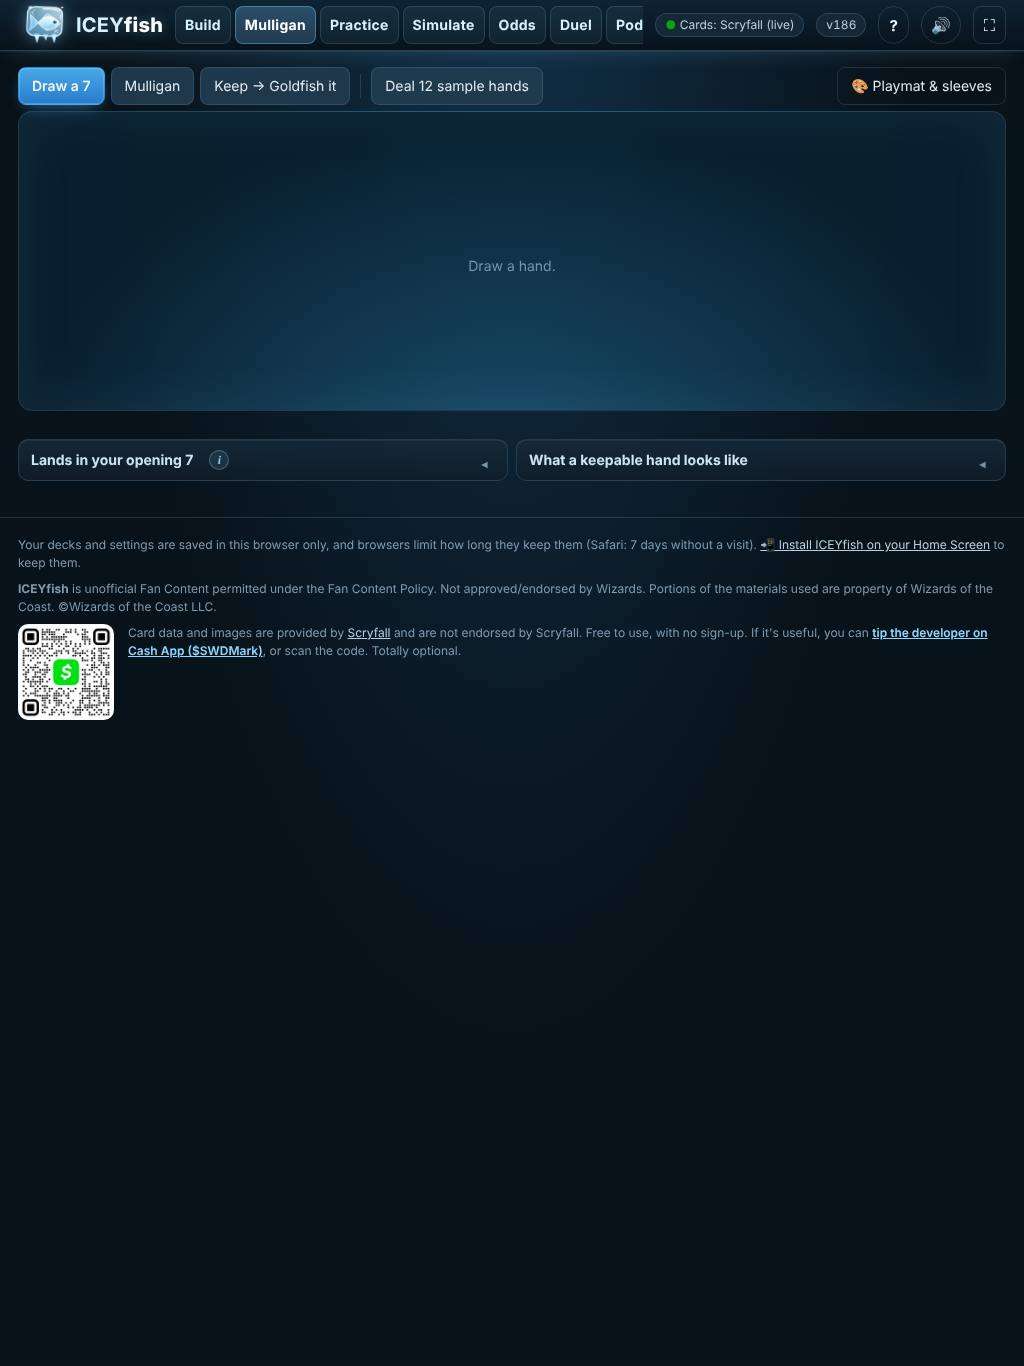 ICEYfish Build Mulligan Practice Simulate Odds Duel Pod Cards: Scryfall (live) v186 ?
Draw a 7 Mulligan Keep → Goldfish it Deal 12 sample hands Playmat & sleeves
Draw a hand.
Lands in your opening 7 i What a keepable hand looks like
Your decks and settings are saved in this browser only, and browsers limit how long they keep them (Safari: 7 days without a visit). Install ICEYfish on your Home Screen to
keep them.
ICEYfish is unofficial Fan Content permitted under the Fan Content Policy. Not approved/endorsed by Wizards. Portions of the materials used are property of Wizards of the
Coast. ©Wizards of the Coast LLC.
Card data and images are provided by Scryfall and are not endorsed by Scryfall. Free to use, with no sign-up. If it's useful, you can tip the developer on
Cash App ($SWDMark), or scan the code. Totally optional.
$